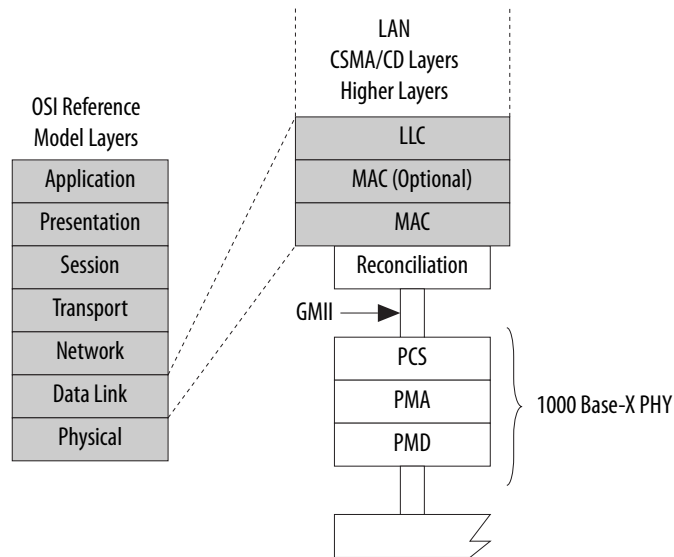 LAN
CSMA/CD Layers
Higher Layers
OSI Reference
Model Layers
Application
Presentation
Session
Transport
Network
Data Link
Physical
LLC
MAC (Optional)
MAC
Reconciliation
GMII
PCS
PMA
PMD
1000 Base-X PHY